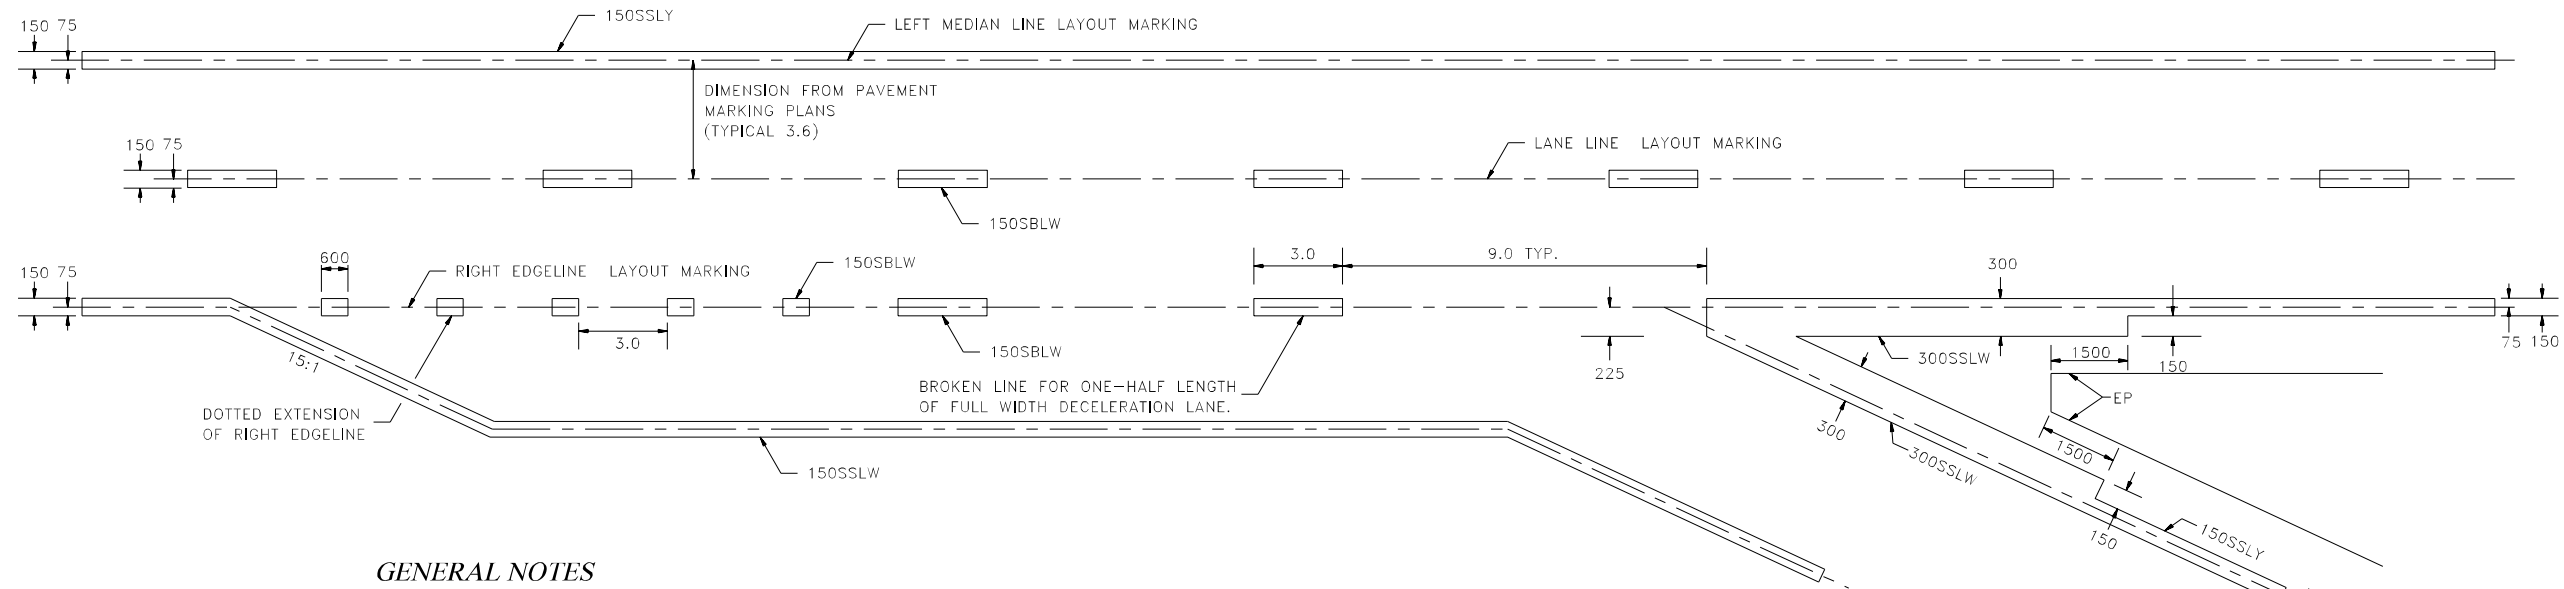 150 75
150SSLY
LEFT MEDIAN LINE LAYOUT MARKING
DIMENSION FROM PAVEMENT
MARKING PLANS
(TYPICAL 3.6)
150 75
LANE LINE LAYOUT MARKING
150SBLW
150 75
600
RIGHT EDGELINE LAYOUT MARKING
150SBLW
3.0
9.0 TYP.
300
75 150
15:1
3.0
150SBLW
225
300SSLW
1500
150
DOTTED EXTENSION
OF RIGHT EDGELINE
BROKEN LINE FOR ONE-HALF LENGTH
OF FULL WIDTH DECELERATION LANE.
EP
300
300SSLW
1500
150SSLW
150
150SSLY
GENERAL NOTES